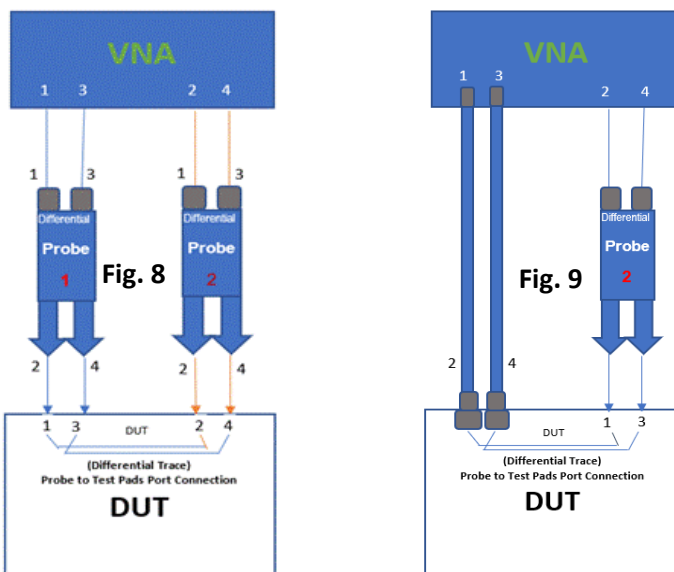 VNA
1 3 2 4
1 3 1 3
Differential
Probe
1
Differential
Probe
2
Fig. 8
2 4 2 4
1 3 DUT 2 4
(Differential Trace)
Probe to Test Pads Port Connection
DUT
VNA
1 3
2 4
Differential
Probe
2
Fig. 9
2 4
DUT 1 3
(Differential Trace)
Probe to Test Pads Port Connection
DUT